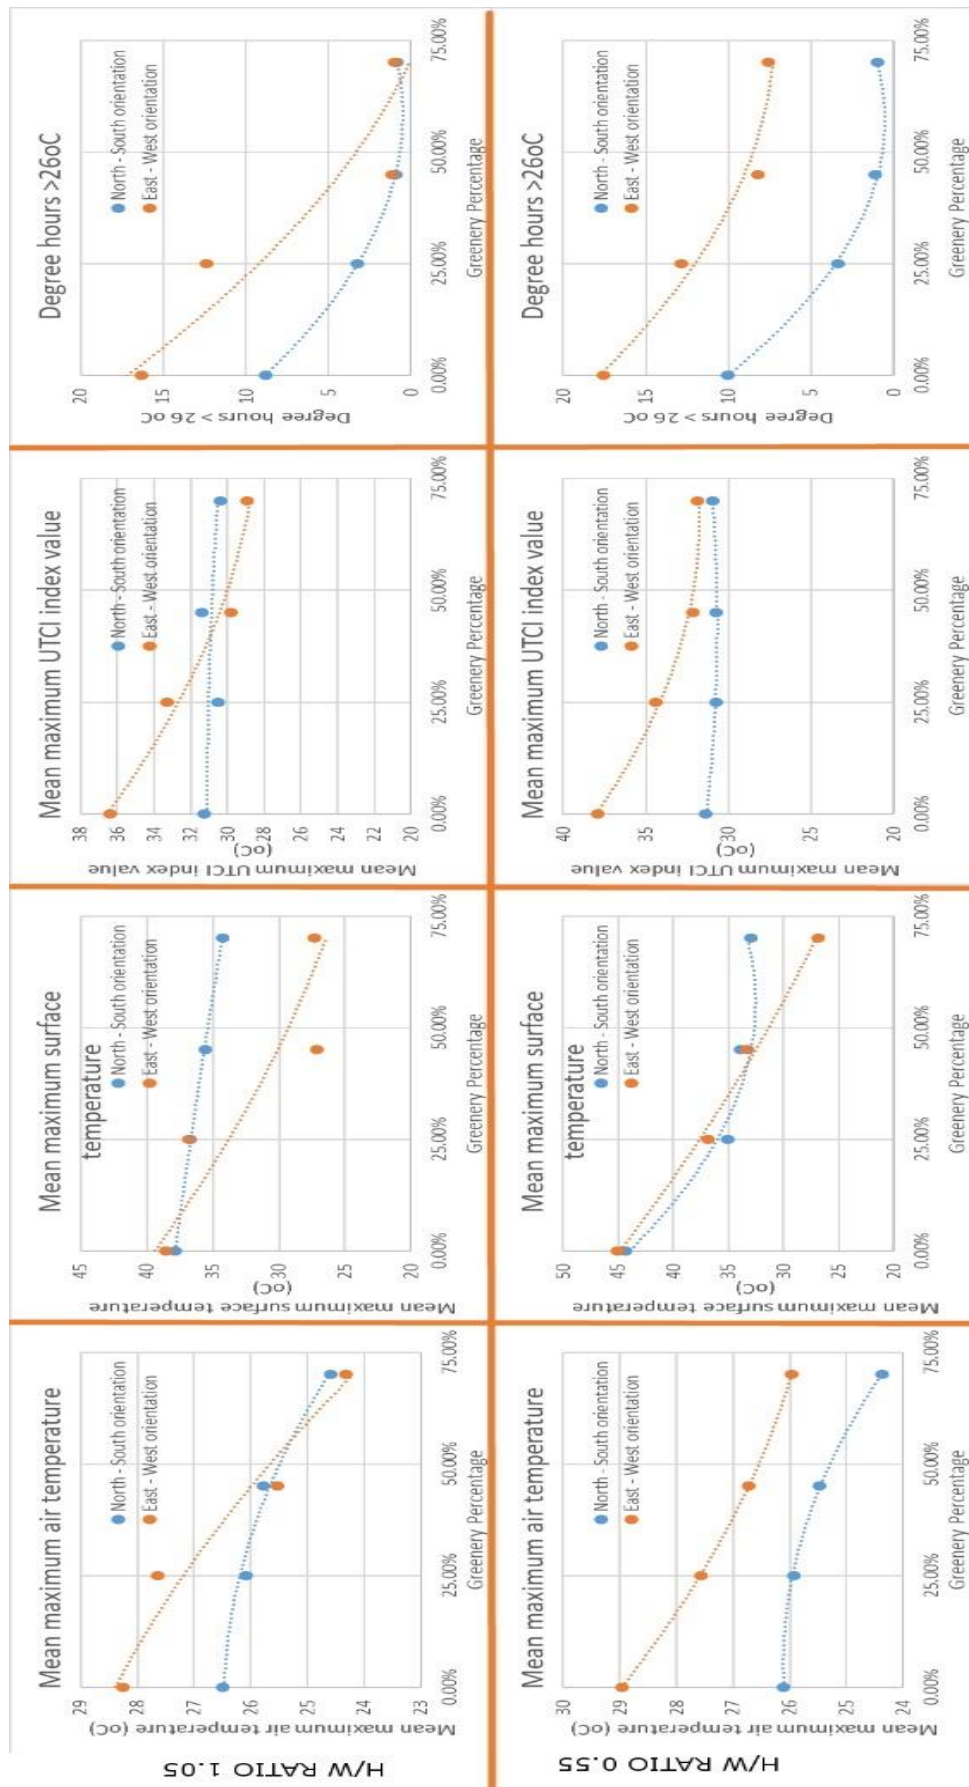 H/W RATIO 1.05
Mean maximum air temperature
Mean maximum air temperature (oC)
29
28
27
26
25
24
23
North - South orientation
East - West orientation
0.00%
25.00%
50.00%
75.00%
Greenery Percentage
Mean maximum surface
temperature
Mean maximum surface temperature
(oC)
45
40
35
30
25
20
North - South orientation
East - West orientation
0.00%
25.00%
50.00%
75.00%
Greenery Percentage
Mean maximum UTCI index value
Mean maximum UTCI index value
(oC)
38
36
34
32
30
28
26
24
22
20
North - South orientation
East - West orientation
0.00%
25.00%
50.00%
75.00%
Greenery Percentage
Degree hours >26oC
Degree hours > 26 oC
20
15
10
5
0
North - South orientation
East - West orientation
0.00%
25.00%
50.00%
75.00%
Greenery Percentage
H/W RATIO 0.55
Mean maximum air temperature
Mean maximum air temperature (oC)
30
29
28
27
26
25
24
North - South orientation
East - West orientation
0.00%
25.00%
50.00%
75.00%
Greenery Percentage
Mean maximum surface
temperature
Mean maximum surface temperature
(oC)
50
45
40
35
30
25
20
North - South orientation
East - West orientation
0.00%
25.00%
50.00%
75.00%
Greenery Percentage
Mean maximum UTCI index value
Mean maximum UTCI index value
(oC)
40
35
30
25
20
North - South orientation
East - West orientation
0.00%
25.00%
50.00%
75.00%
Greenery Percentage
Degree hours >26oC
Degree hours > 26 oC
20
15
10
5
0
North - South orientation
East - West orientation
0.00%
25.00%
50.00%
75.00%
Greenery Percentage